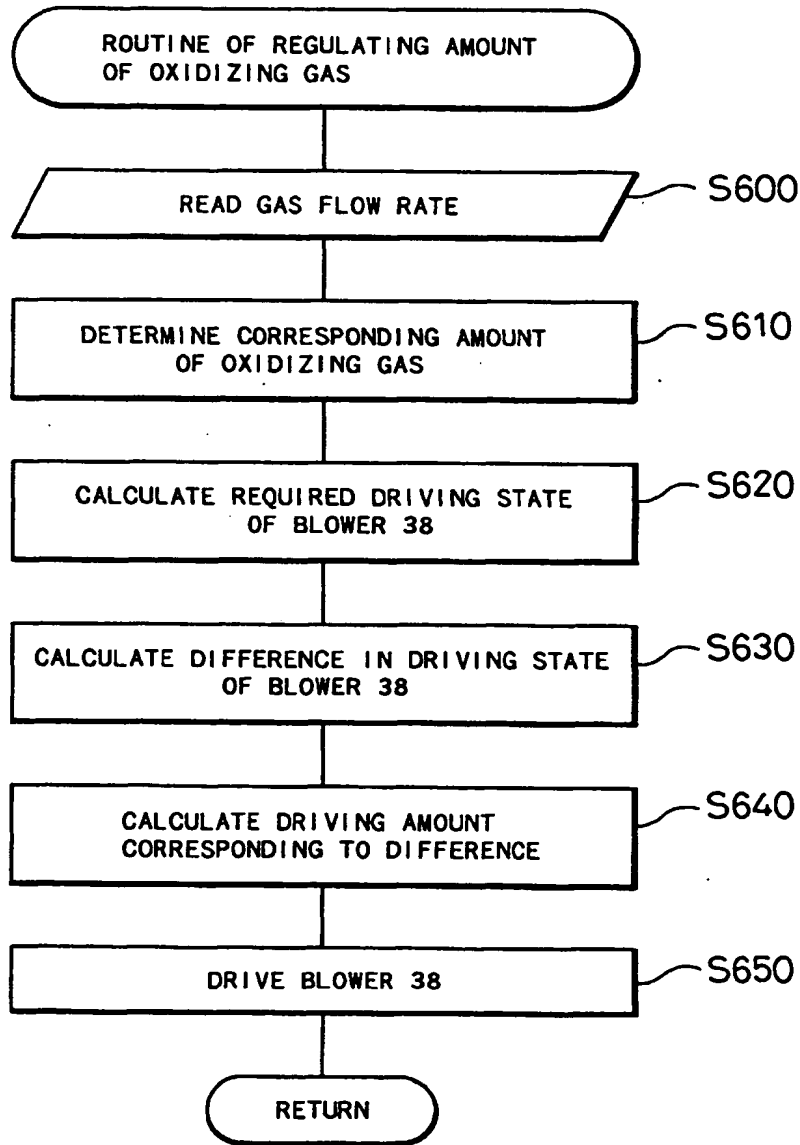 ROUTINE OF REGULATING AMOUNT
OF OXIDIZING GAS
READ GAS FLOW RATE
S600
DETERMINE CORRESPONDING AMOUNT
OF OXIDIZING GAS
S610
CALCULATE REQUIRED DRIVING STATE
OF BLOWER 38
S620
CALCULATE DIFFERENCE IN DRIVING STATE
OF BLOWER 38
S630
CALCULATE DRIVING AMOUNT
CORRESPONDING TO DIFFERENCE
S640
DRIVE BLOWER 38
S650
RETURN